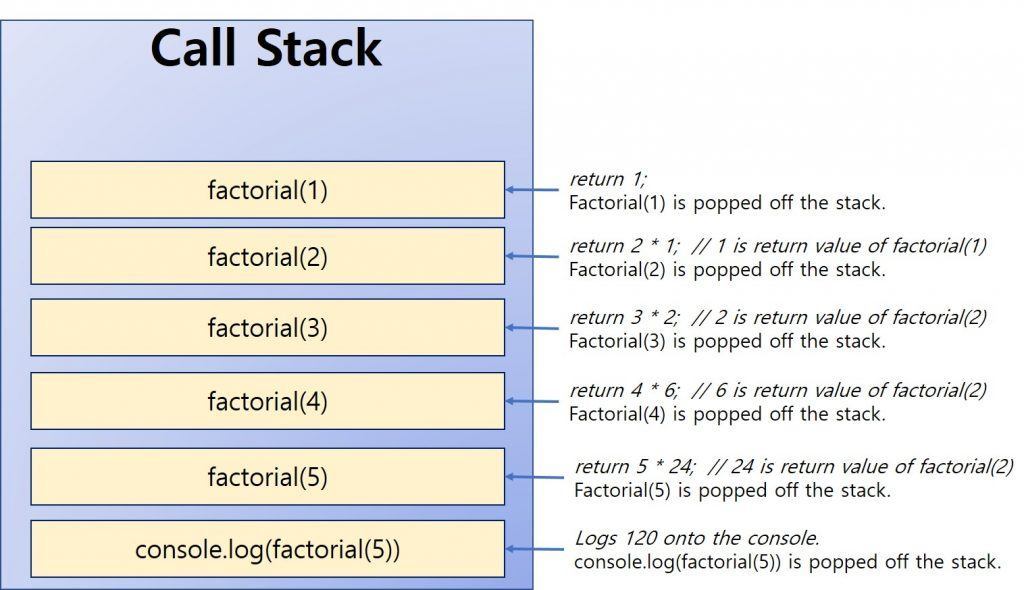 Call Stack
factorial(1)
return 1;
Factorial(1) is popped off the stack.
factorial(2)
return 2 * 1;  // 1 is return value of factorial(1)
Factorial(2) is popped off the stack.
factorial(3)
return 3 * 2;  // 2 is return value of factorial(2)
Factorial(3) is popped off the stack.
factorial(4)
return 4 * 6;  // 6 is return value of factorial(2)
Factorial(4) is popped off the stack.
factorial(5)
return 5 * 24;  // 24 is return value of factorial(2)
Factorial(5) is popped off the stack.
console.log(factorial(5))
Logs 120 onto the console.
console.log(factorial(5)) is popped off the stack.